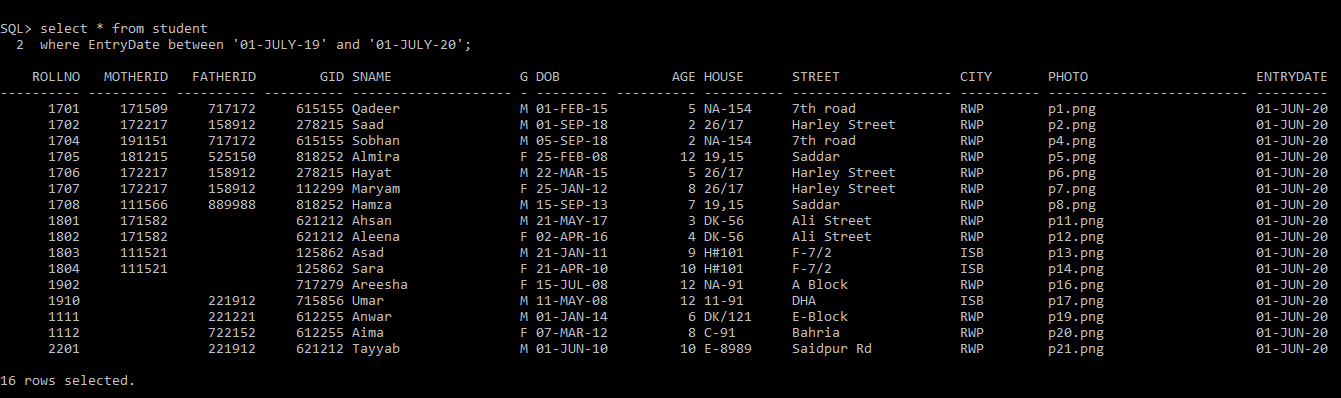 SQL> select * from student
  2  where EntryDate between '01-JULY-19' and '01-JULY-20';
    ROLLNO   MOTHERID   FATHERID        GID SNAME                G DOB              AGE HOUSE      STREET               CITY       PHOTO                     ENTRYDATE
---------- ---------- ---------- ---------- -------------------- - --------- ---------- ---------- -------------------- ---------- ------------------------- ---------
      1701     171509     717172     615155 Qadeer               M 01-FEB-15          5 NA-154     7th road             RWP        p1.png                    01-JUN-20
      1702     172217     158912     278215 Saad                 M 01-SEP-18          2 26/17      Harley Street        RWP        p2.png                    01-JUN-20
      1704     191151     717172     615155 Sobhan               M 05-SEP-18          2 NA-154     7th road             RWP        p4.png                    01-JUN-20
      1705     181215     525150     818252 Almira               F 25-FEB-08         12 19,15      Saddar               RWP        p5.png                    01-JUN-20
      1706     172217     158912     278215 Hayat                M 22-MAR-15          5 26/17      Harley Street        RWP        p6.png                    01-JUN-20
      1707     172217     158912     112299 Maryam               F 25-JAN-12          8 26/17      Harley Street        RWP        p7.png                    01-JUN-20
      1708     111566     889988     818252 Hamza                M 15-SEP-13          7 19,15      Saddar               RWP        p8.png                    01-JUN-20
      1801     171582                621212 Ahsan                M 21-MAY-17          3 DK-56      Ali Street           RWP        p11.png                   01-JUN-20
      1802     171582                621212 Aleena               F 02-APR-16          4 DK-56      Ali Street           RWP        p12.png                   01-JUN-20
      1803     111521                125862 Asad                 M 21-JAN-11          9 H#101      F-7/2                ISB        p13.png                   01-JUN-20
      1804     111521                125862 Sara                 F 21-APR-10         10 H#101      F-7/2                ISB        p14.png                   01-JUN-20
      1902                           717279 Areesha              F 15-JUL-08         12 NA-91      A Block              RWP        p16.png                   01-JUN-20
      1910                221912     715856 Umar                 M 11-MAY-08         12 11-91      DHA                  ISB        p17.png                   01-JUN-20
      1111                221221     612255 Anwar                M 01-JAN-14          6 DK/121     E-Block              RWP        p19.png                   01-JUN-20
      1112                722152     612255 Aima                 F 07-MAR-12          8 C-91       Bahria               RWP        p20.png                   01-JUN-20
      2201                221912     621212 Tayyab               M 01-JUN-10         10 E-8989     Saidpur Rd           RWP        p21.png                   01-JUN-20
16 rows selected.